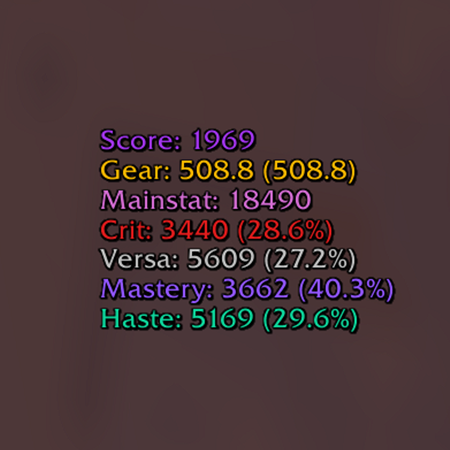 Score: 1969
Gear: 508.8 (508.8)
Mainstat: 18490
Crit: 3440 (28.6%)
Versa: 5609 (27.2%)
Mastery: 3662 (40.3%)
Haste: 5169 (29.6%)